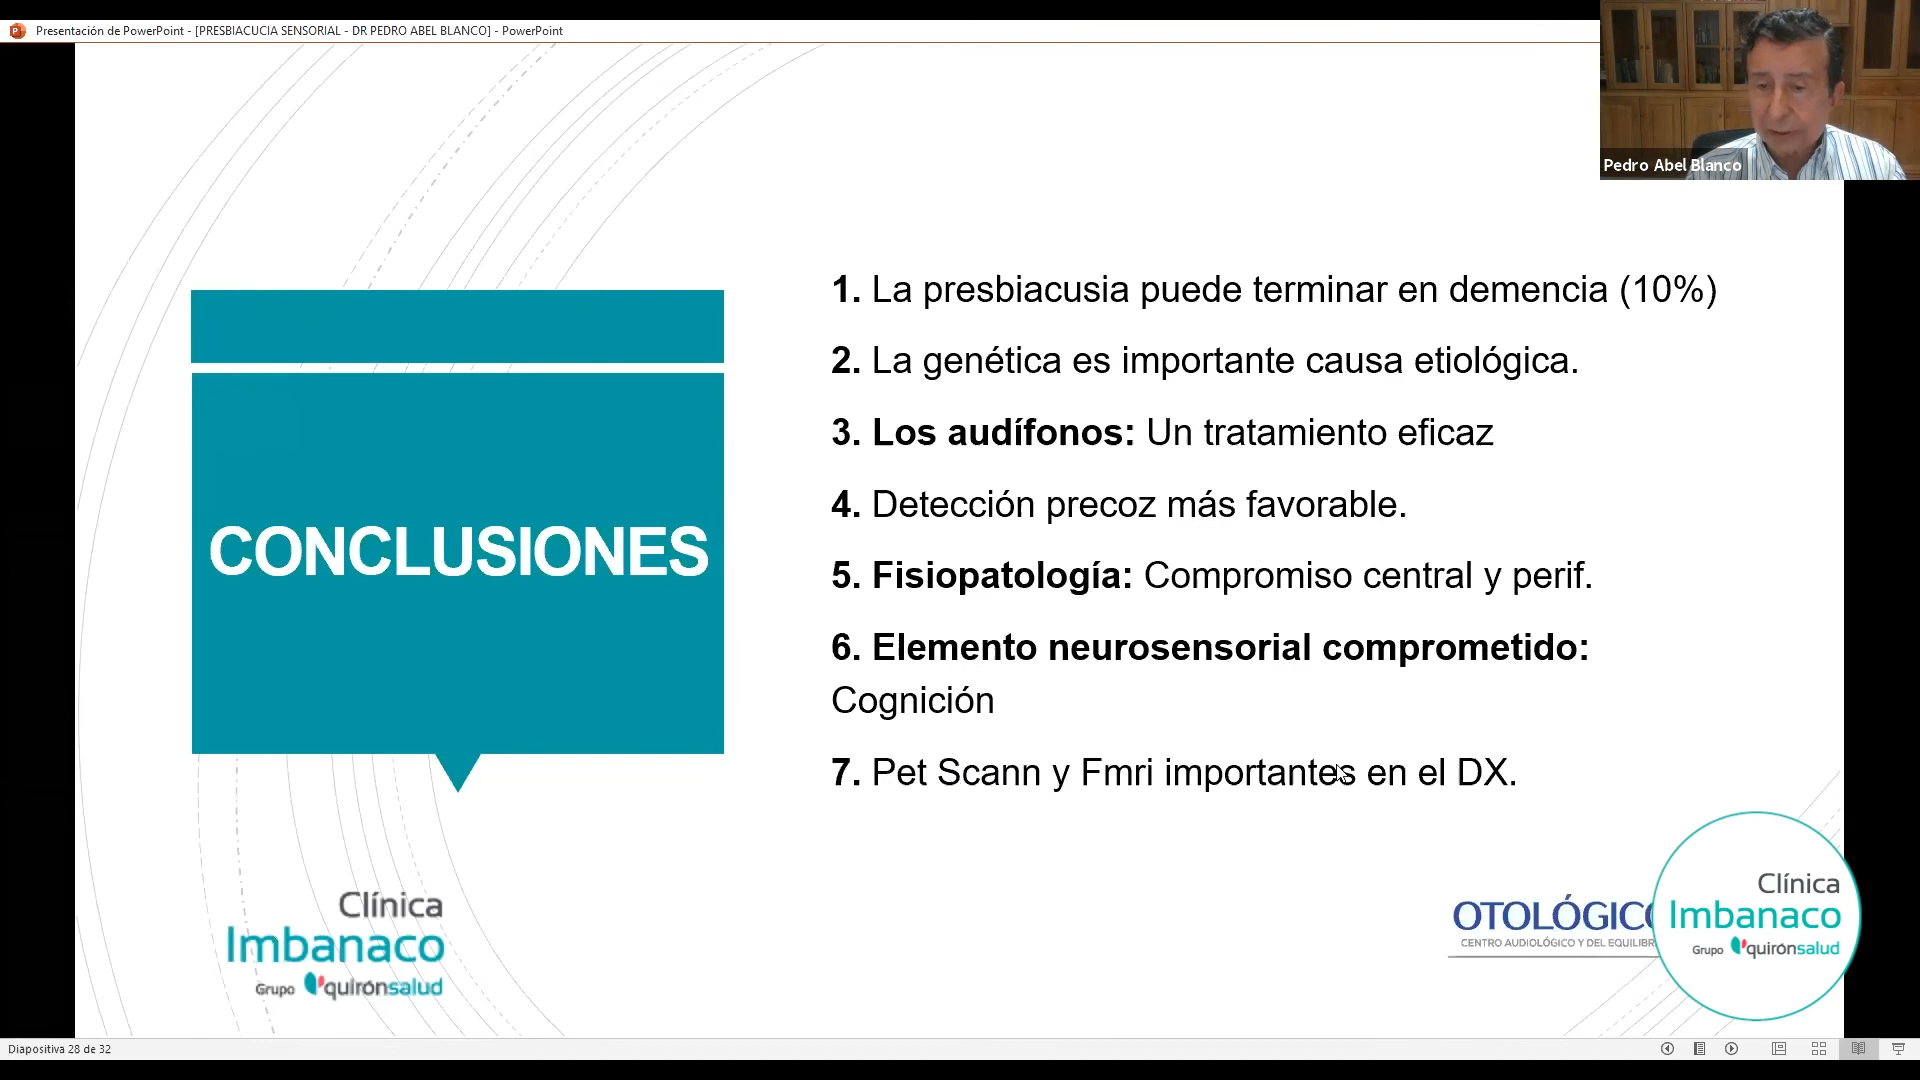 Presentación de PowerPoint - [PRESBIACUCIA SENSORIAL - DR PEDRO ABEL BLANCO] - PowerPoint
Pedro Abel Blanco
CONCLUSIONES
1. La presbiacusia puede terminar en demencia (10%)
2. La genética es importante causa etiológica.
3. Los audífonos: Un tratamiento eficaz
4. Detección precoz más favorable.
5. Fisiopatología: Compromiso central y perif.
6. Elemento neurosensorial comprometido:
Cognición
7. Pet Scann y Fmri importantes en el DX.
Clínica
Imbanaco
Grupo quirónsalud
OTOLÓGICO
CENTRO AUDIOLÓGICO Y DEL EQUILIBR
Clínica
Imbanaco
Grupo quirónsalud
Diapositiva 28 de 32